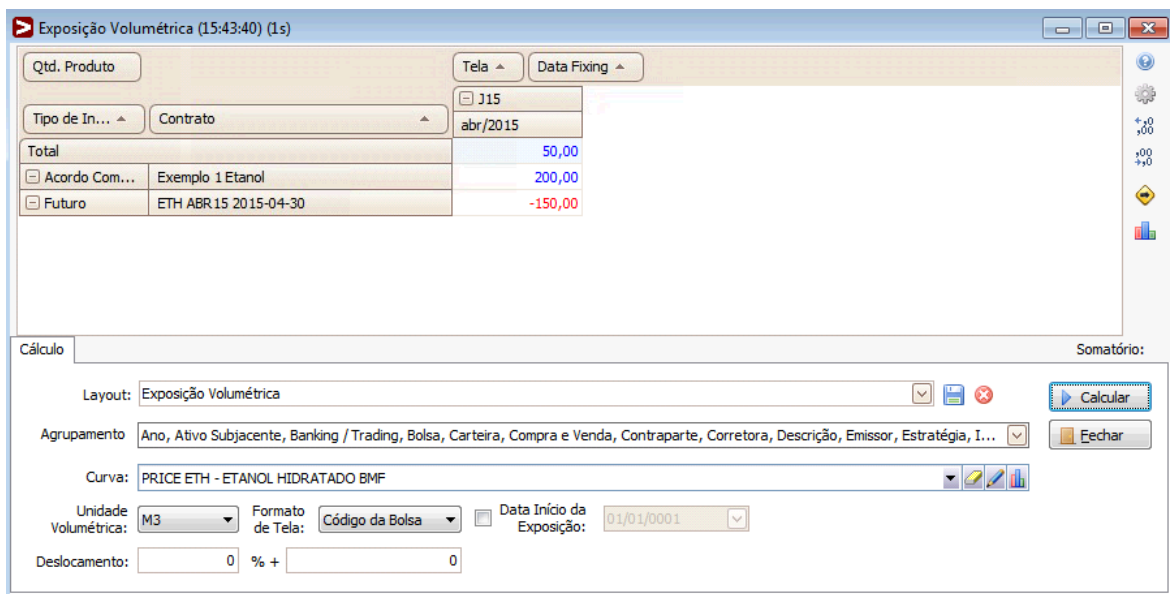 Exposição Volumétrica (15:43:40) (1s)
Qtd. Produto
Tela Data Fixing
J15
Tipo de In... Contrato abr/2015
Total 50,00
Acordo Com... Exemplo 1 Etanol 200,00
Futuro ETH ABR15 2015-04-30 -150,00
Cálculo Somatório:
Layout: Exposição Volumétrica Calcular
Agrupamento Ano, Ativo Subjacente, Banking / Trading, Bolsa, Carteira, Compra e Venda, Contraparte, Corretora, Descrição, Emissor, Estratégia, I... Fechar
Curva: PRICE ETH - ETANOL HIDRATADO BMF
Unidade Volumétrica: M3 Formato de Tela: Código da Bolsa Data Início da Exposição: 01/01/0001
Deslocamento: 0 % + 0